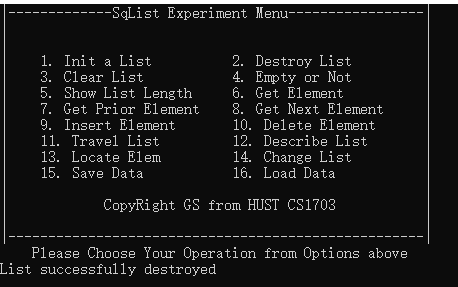 |-------------SqList Experiment Menu-----------------|
1. Init a List 2. Destroy List
3. Clear List 4. Empty or Not
5. Show List Length 6. Get Element
7. Get Prior Element 8. Get Next Element
9. Insert Element 10. Delete Element
11. Travel List 12. Describe List
13. Locate Elem 14. Change List
15. Save Data 16. Load Data
CopyRight GS from HUST CS1703
|----------------------------------------------------|
Please Choose Your Operation from Options above
List successfully destroyed